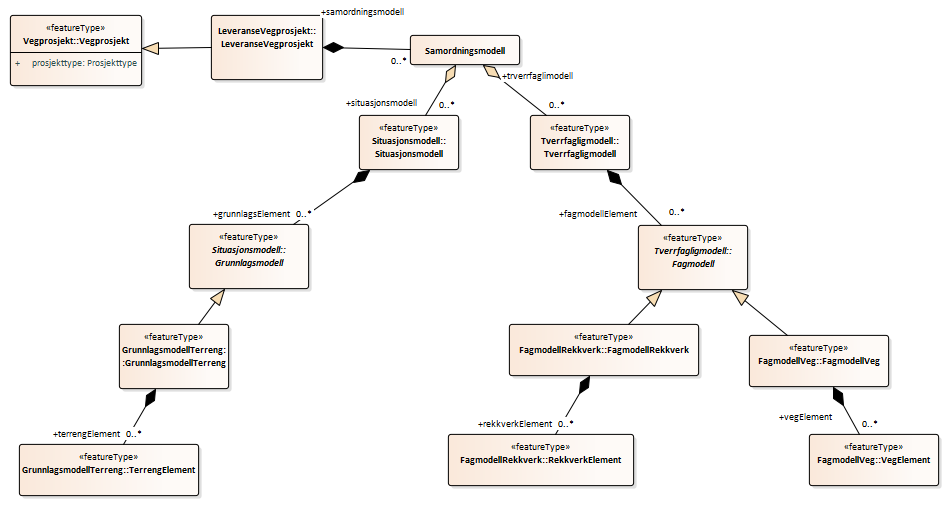 +samordningsmodell
«featureType»
Vegprosjekt::Vegprosjekt
+ prosjekttype: Prosjekttype
LeveranseVegprosjekt::
LeveranseVegprosjekt
0..*
Samordningsmodell
+situasjonsmodell
0..*
+trverrfaglimodell
0..*
«featureType»
Situasjonsmodell::
Situasjonsmodell
«featureType»
Tverrfagligmodell::
Tverrfagligmodell
+grunnlagsElement 0..*
+fagmodellElement
0..*
«featureType»
Situasjonsmodell::
Grunnlagsmodell
«featureType»
Tverrfagligmodell::
Fagmodell
«featureType»
GrunnlagsmodellTerreng:
:GrunnlagsmodellTerreng
«featureType»
FagmodellRekkverk::FagmodellRekkverk
«featureType»
FagmodellVeg::FagmodellVeg
+terrengElement 0..*
+rekkverkElement 0..*
+vegElement
0..*
«featureType»
GrunnlagsmodellTerreng::TerrengElement
«featureType»
FagmodellRekkverk::RekkverkElement
«featureType»
FagmodellVeg::VegElement